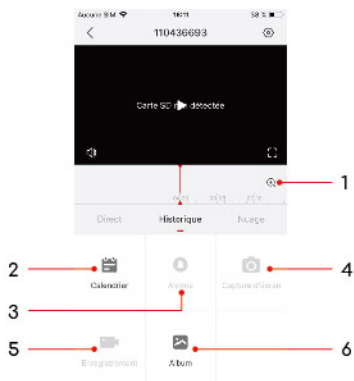 Aucune SIM 16:11 58 %
110436693
Carte SD non détectée
1
Direct Historique Nuage
2 Calendrier
3 Alarme
Capture d'écran 4
5 Enregistrement
Album 6